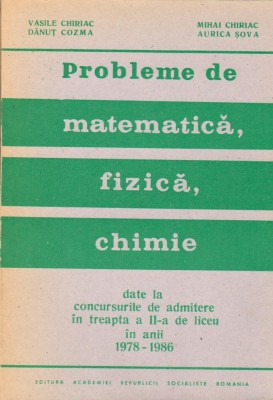 VASILE CHIRIAC
DĂNUȚ COZMA
MIHAI CHIRIAC
AURICA ȘOVA
Probleme de
matematică,
fizică,
chimie
date la
concursurile de admitere
în treapta a II-a de liceu
în anii
1978-1986
EDITURA ACADEMIEI REPUBLICII SOCIALISTE ROMANIA